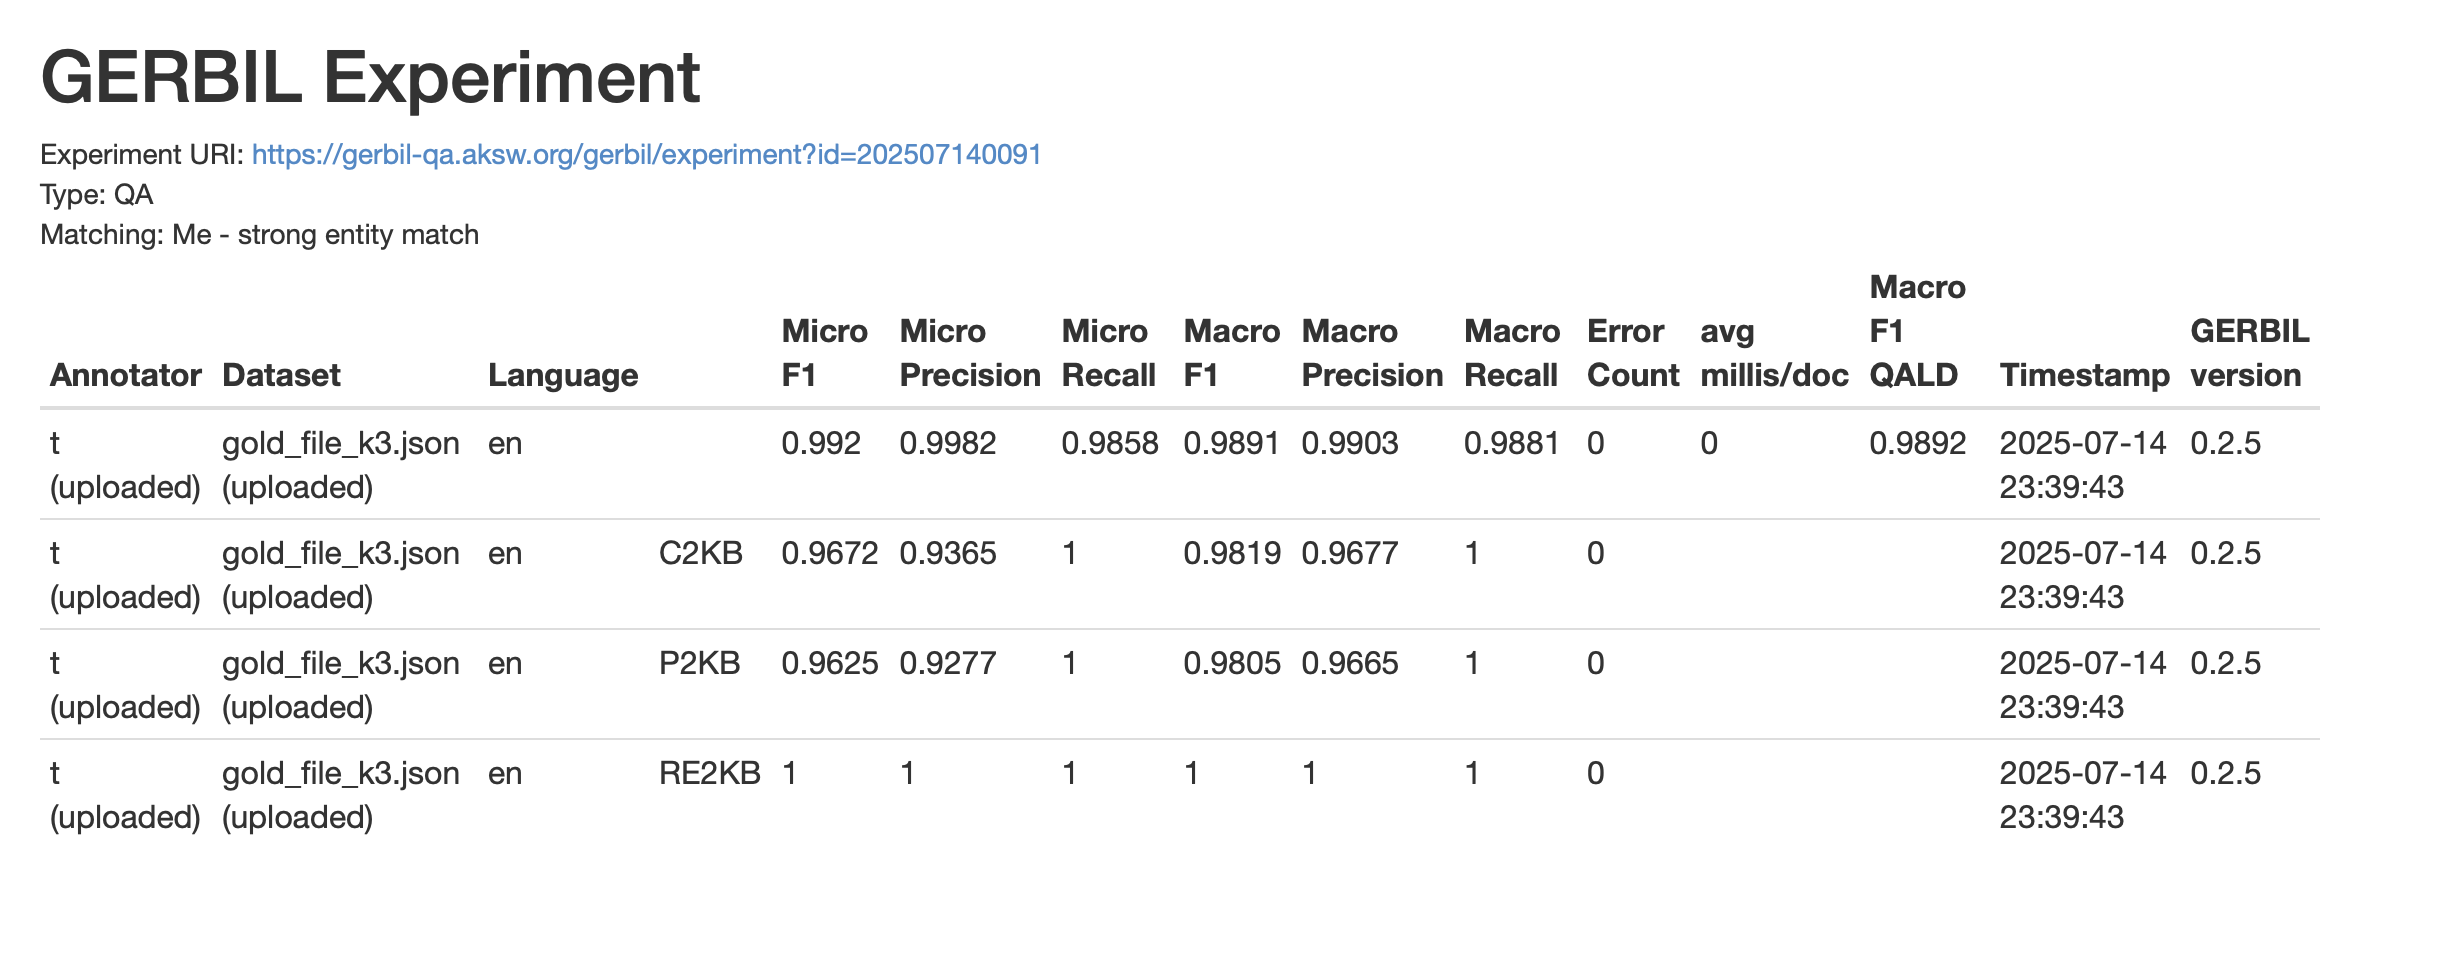 GERBIL Experiment
Experiment URI: https://gerbil-qa.aksw.org/gerbil/experiment?id=202507140091
Type: QA
Matching: Me - strong entity match
Macro
Micro Micro Micro Macro Macro Macro Error avg F1 GERBIL
Annotator Dataset Language F1 Precision Recall F1 Precision Recall Count millis/doc QALD Timestamp version
t gold_file_k3.json en 0.992 0.9982 0.9858 0.9891 0.9903 0.9881 0 0 0.9892 2025-07-14 0.2.5
(uploaded) (uploaded) 23:39:43
t gold_file_k3.json en C2KB 0.9672 0.9365 1 0.9819 0.9677 1 0 2025-07-14 0.2.5
(uploaded) (uploaded) 23:39:43
t gold_file_k3.json en P2KB 0.9625 0.9277 1 0.9805 0.9665 1 0 2025-07-14 0.2.5
(uploaded) (uploaded) 23:39:43
t gold_file_k3.json en RE2KB 1 1 1 1 1 1 0 2025-07-14 0.2.5
(uploaded) (uploaded) 23:39:43